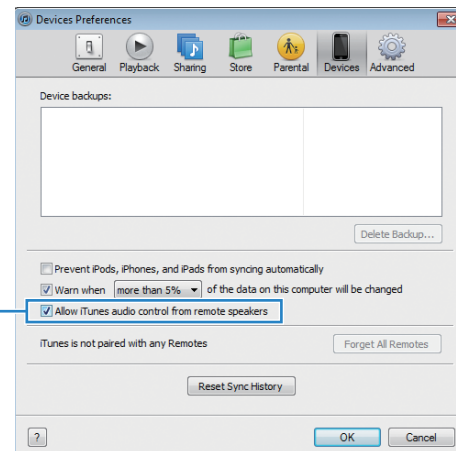 Devices Preferences
General Playback Sharing Store Parental Devices Advanced
Device backups:
Delete Backup...
Prevent iPods, iPhones, and iPads from syncing automatically
Warn when more than 5% of the data on this computer will be changed
Allow iTunes audio control from remote speakers
iTunes is not paired with any Remotes Forget All Remotes
Reset Sync History
? OK Cancel